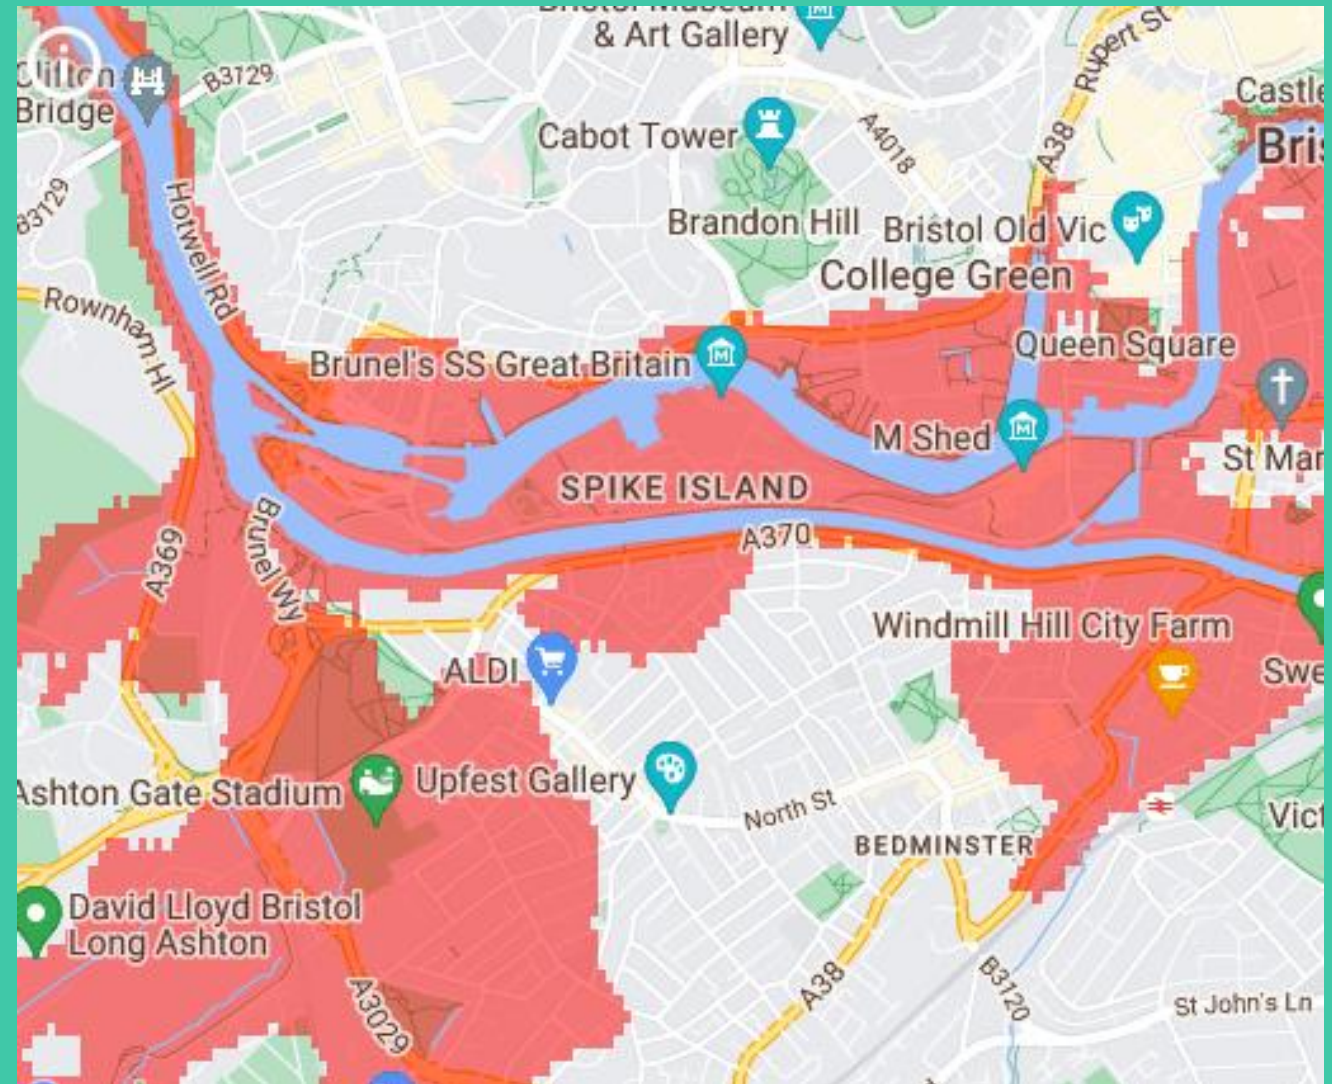 Bristol Museum
& Art Gallery
Rupert St
Clifton
Bridge
B3129
Castle
Bris
Cabot Tower
A4018
A38
B3129
Hotwell Rd
Brandon Hill
Bristol Old Vic
College Green
Rownham Hl
Brunel's SS Great Britain
Queen Square
M Shed
St Mar
SPIKE ISLAND
A369
Brunel Wy
A370
Windmill Hill City Farm
ALDI
Swe
Ashton Gate Stadium
Upfest Gallery
North St
Vict
BEDMINSTER
David Lloyd Bristol
Long Ashton
A3029
A38
B3120
St John's Ln